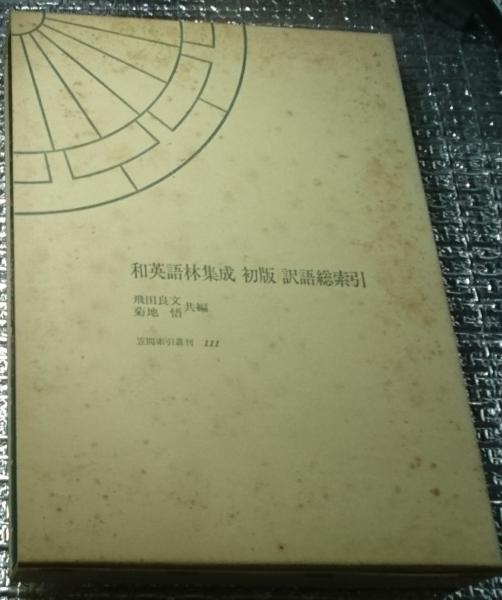 和英語林集成 初版 訳語総索引
飛田良文
菊地 悟 共編
笠間索引叢刊 111